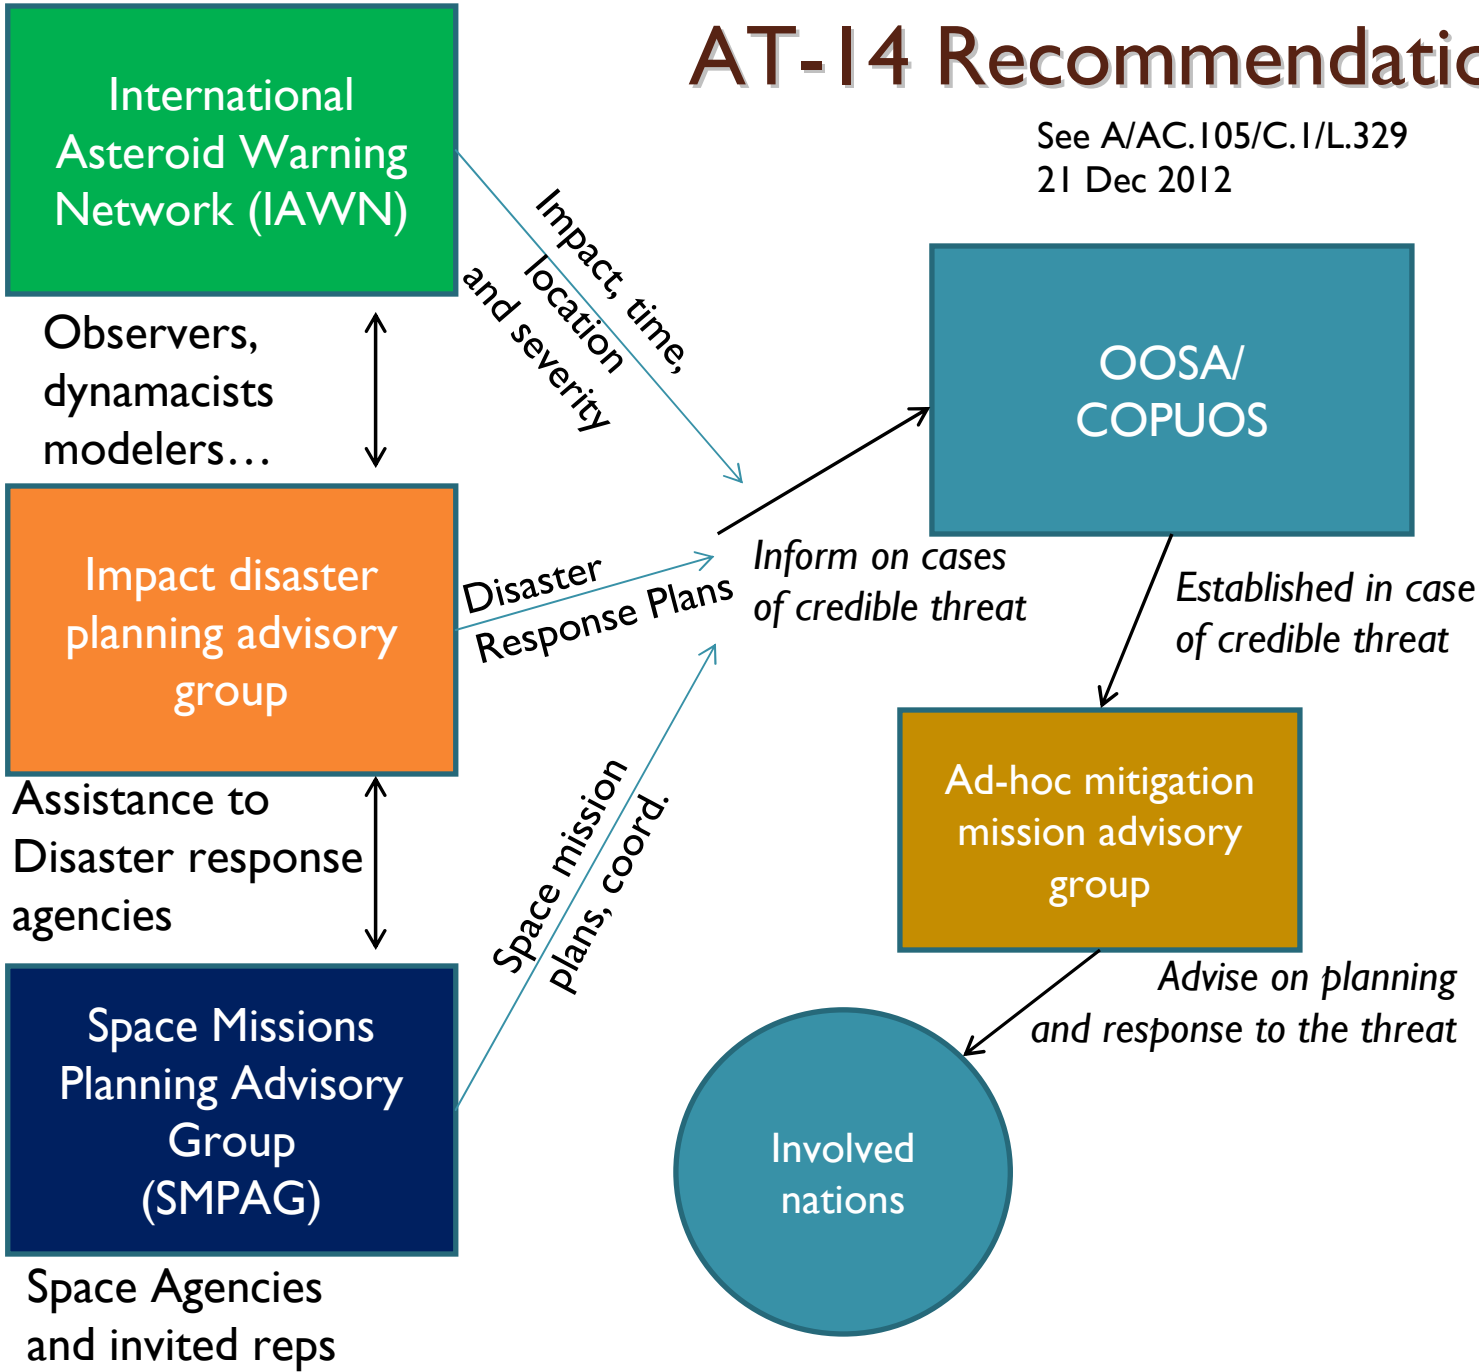 AT-14 Recommendatio
See A/AC.105/C.1/L.329
21 Dec 2012
International
Asteroid Warning
Network (IAWN)
Observers,
dynamacists
modelers…
Impact, time,
location
and severity
OOSA/
COPUOS
Impact disaster
planning advisory
group
Disaster
Response Plans
Inform on cases
of credible threat
Established in case
of credible threat
Assistance to
Disaster response
agencies
Space mission
plans, coord.
Ad-hoc mitigation
mission advisory
group
Advise on planning
and response to the threat
Space Missions
Planning Advisory
Group
(SMPAG)
Involved
nations
Space Agencies
and invited reps